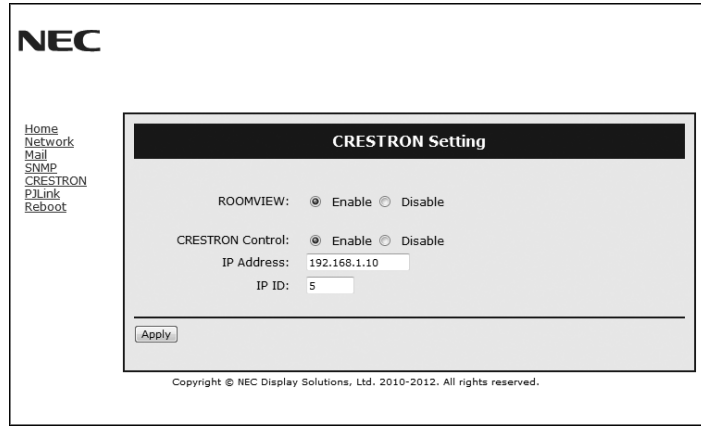 NEC
Home
Network
Mail
SNMP
CRESTRON
PJLink
Reboot
CRESTRON Setting
ROOMVIEW: Enable Disable
CRESTRON Control: Enable Disable
IP Address: 192.168.1.10
IP ID: 5
Apply
Copyright © NEC Display Solutions, Ltd. 2010-2012. All rights reserved.